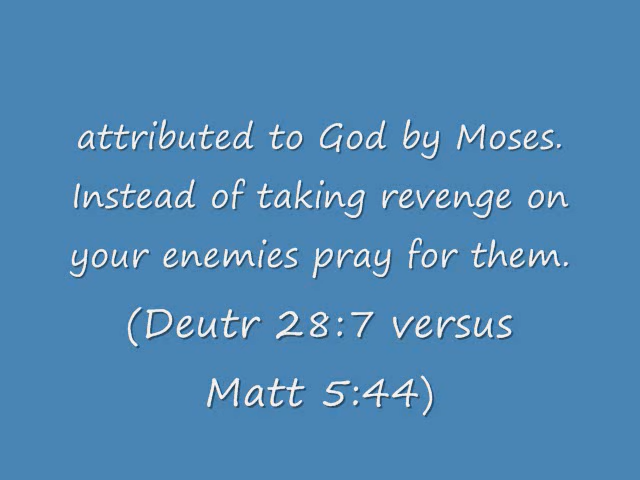 attributed to God by Moses.
Instead of taking revenge on
your enemies pray for them.
(Deutr 28:7 versus
Matt 5:44)